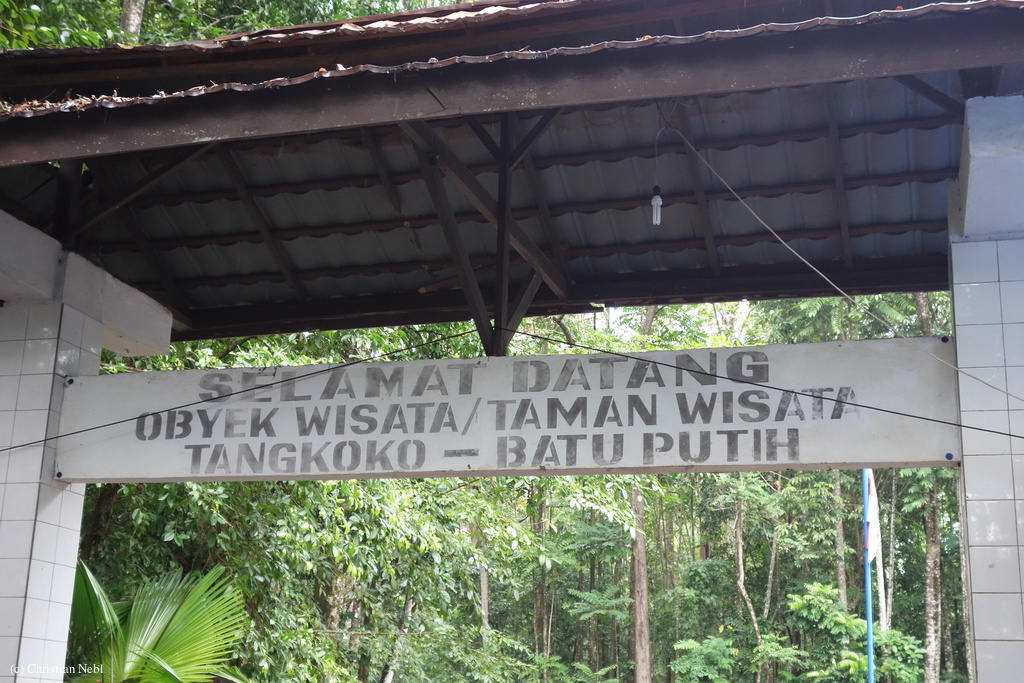 SELAMAT DATANG
OBYEK WISATA/TAMAN WISATA
TANGKOKO – BATU PUTIH
(c) Christian Nebl